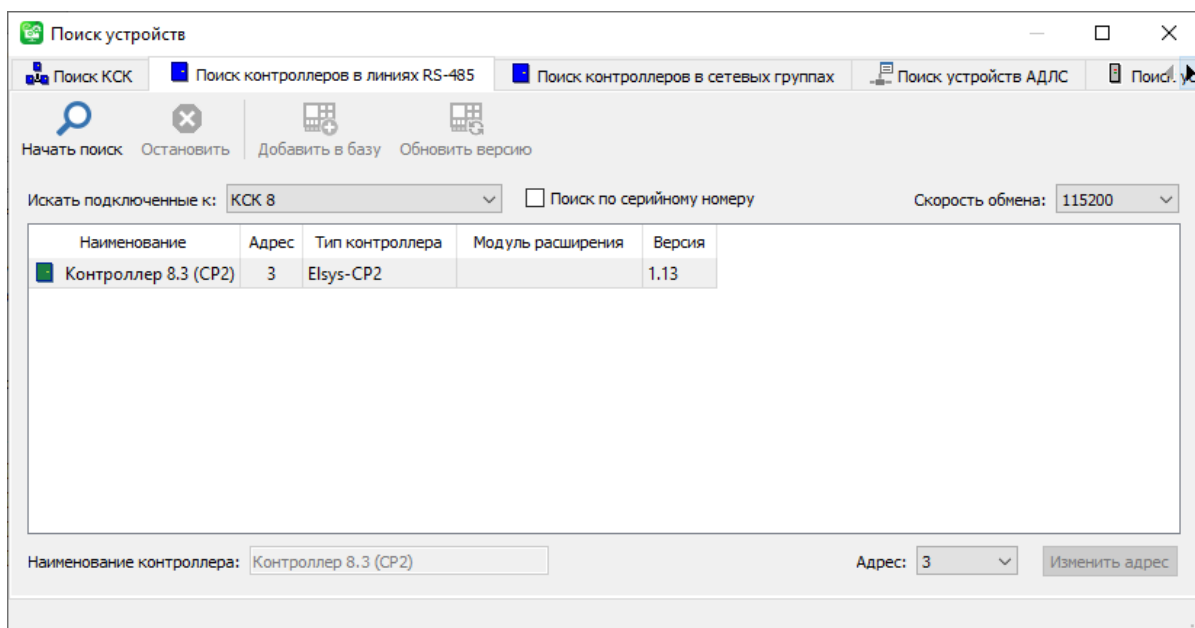 Поиск устройств
Поиск КСК Поиск контроллеров в линиях RS-485 Поиск контроллеров в сетевых группах Поиск устройств АДЛС
Начать поиск Остановить Добавить в базу Обновить версию
Искать подключенные к: КСК 8 Поиск по серийному номеру Скорость обмена: 115200
Наименование Адрес Тип контроллера Модуль расширения Версия
Контроллер 8.3 (CP2) 3 Elsys-CP2 1.13
Наименование контроллера: Контроллер 8.3 (CP2) Адрес: 3 Изменить адрес